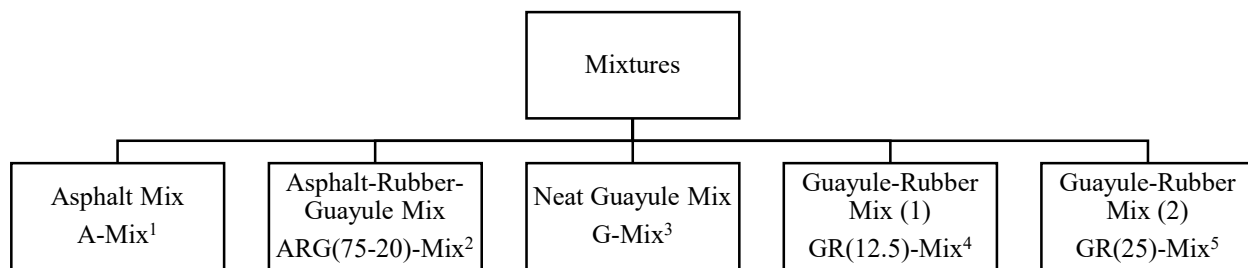 Mixtures
Asphalt Mix
A-Mix¹
Asphalt-Rubber-
Guayule Mix
ARG(75-20)-Mix²
Neat Guayule Mix
G-Mix³
Guayule-Rubber
Mix (1)
GR(12.5)-Mix⁴
Guayule-Rubber
Mix (2)
GR(25)-Mix⁵